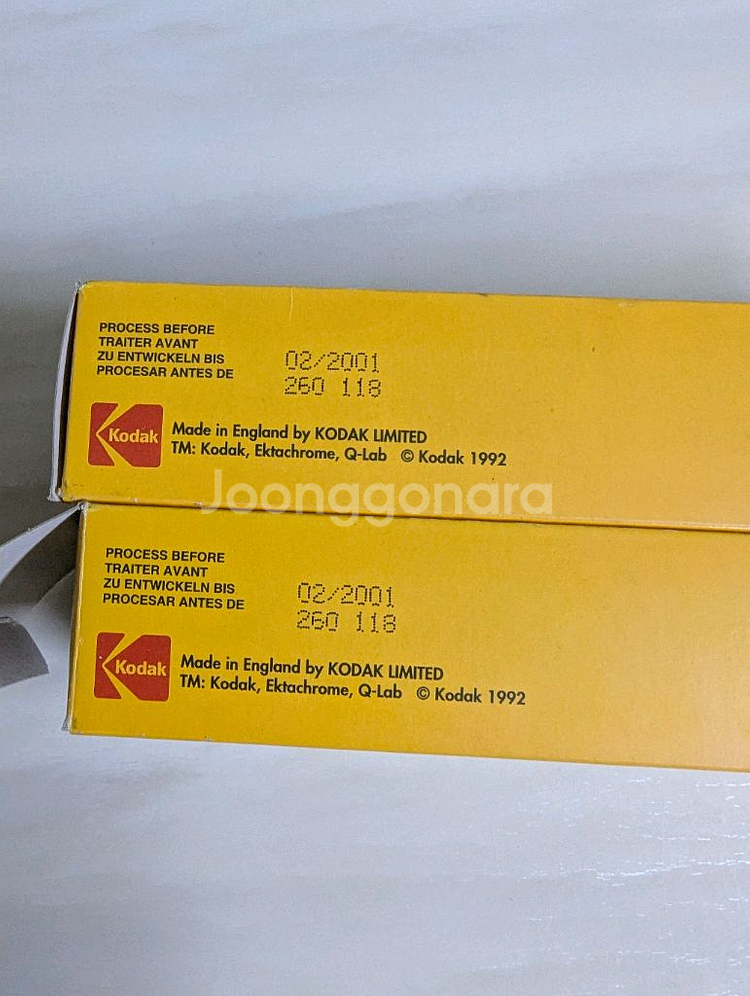 PROCESS BEFORE
TRAITER AVANT
ZU ENTWICKELN BIS
PROCESAR ANTES DE
02/2001
260 118
Kodak
Made in England by KODAK LIMITED
TM: Kodak, Ektachrome, Q-Lab © Kodak 1992
Joonggonara
PROCESS BEFORE
TRAITER AVANT
ZU ENTWICKELN BIS
PROCESAR ANTES DE
02/2001
260 118
Kodak
Made in England by KODAK LIMITED
TM: Kodak, Ektachrome, Q-Lab © Kodak 1992